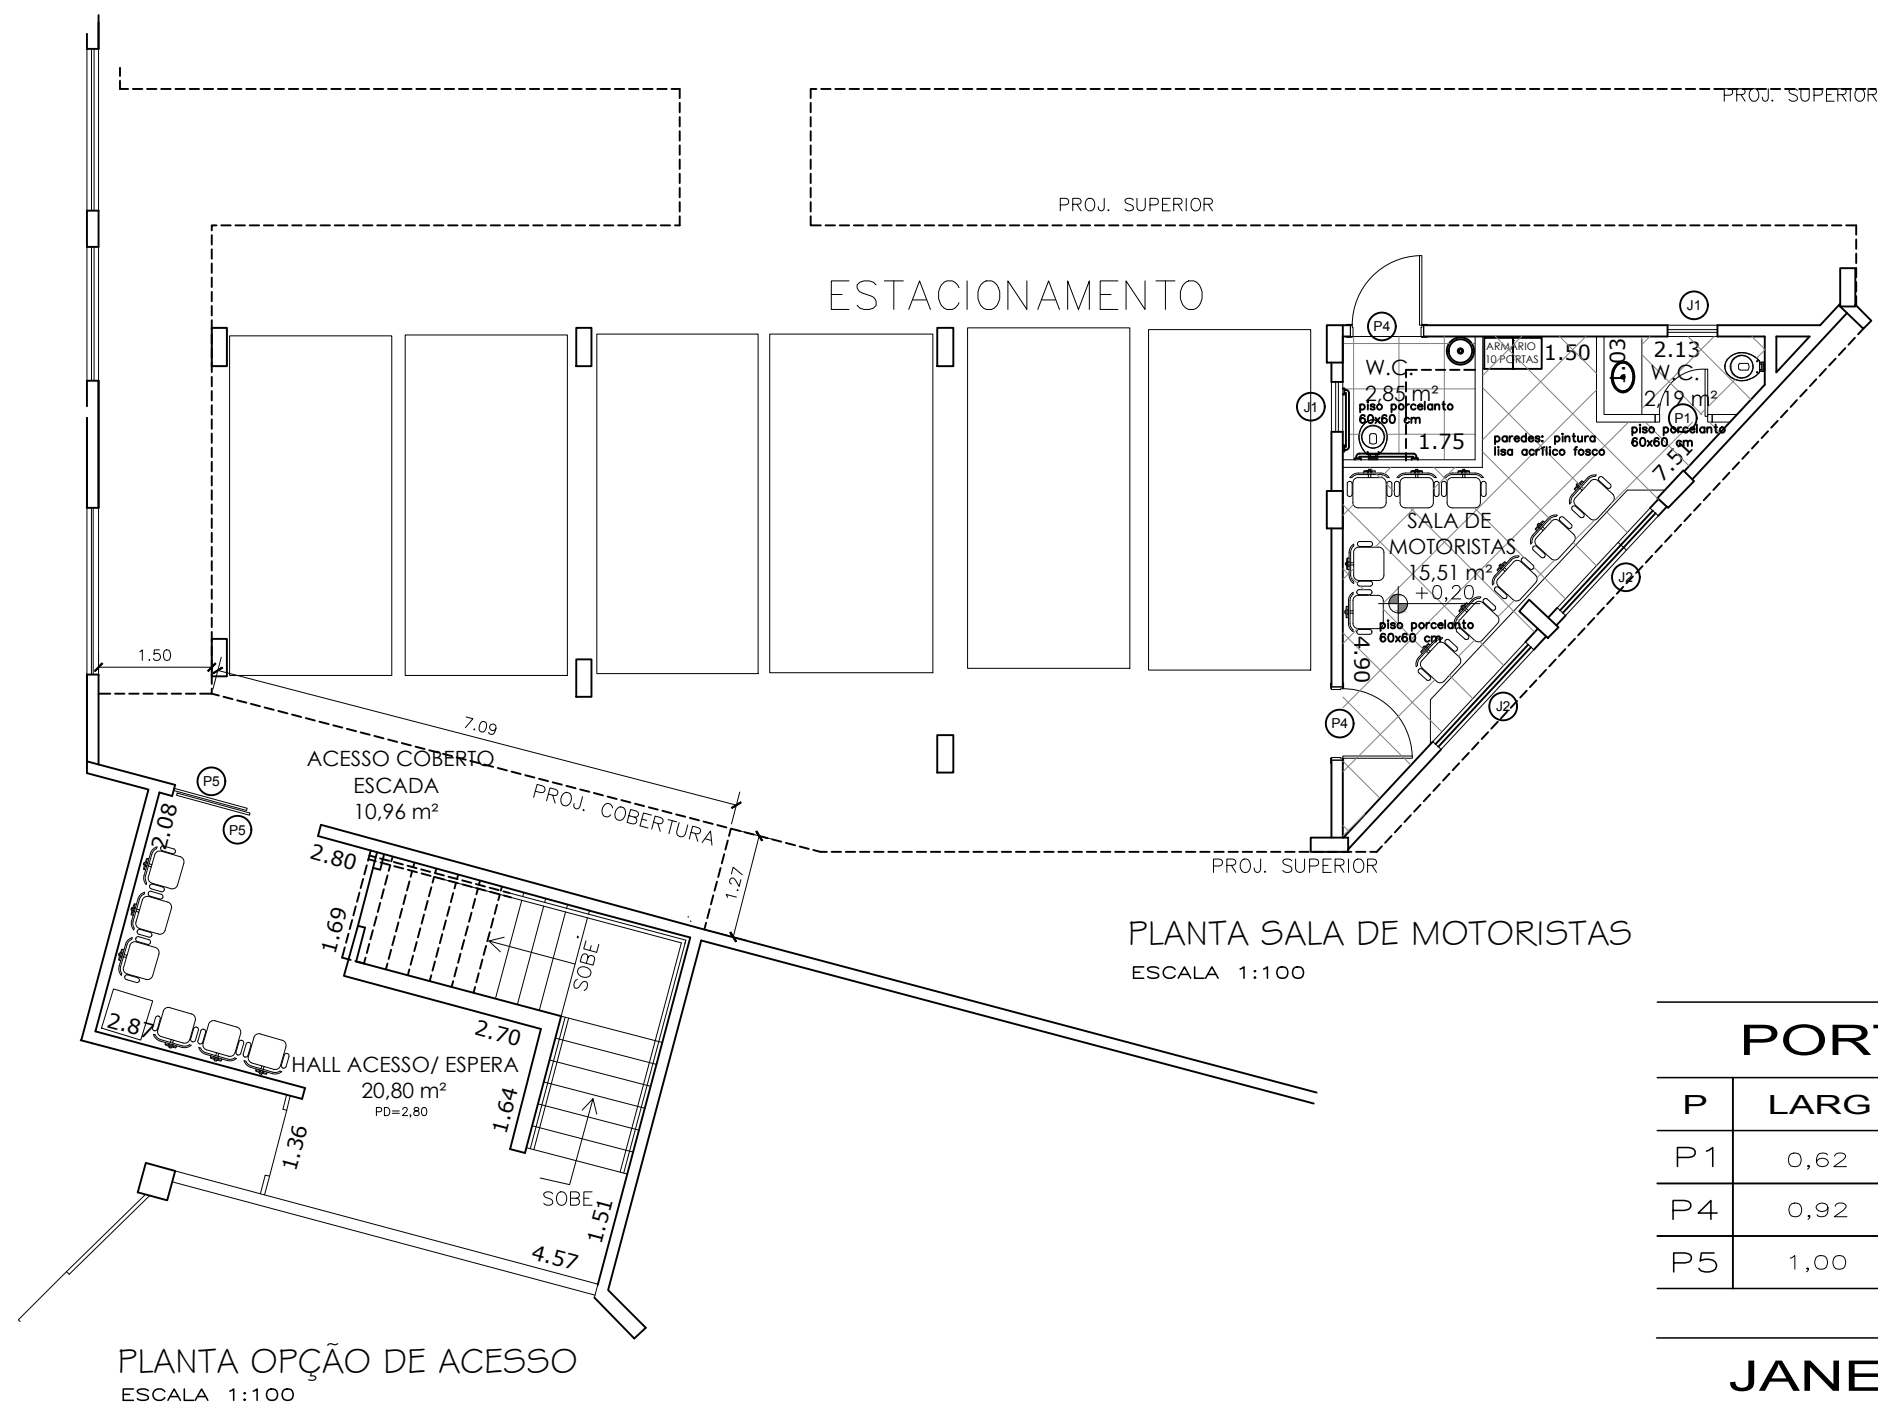 PROJ. SUPERIOR
PROJ. SUPERIOR
ESTACIONAMENTO
J1
P4
ARMÁRIO
10 PORTAS
1.50
1.03
2.13
W.C.
2,19 m²
W.C.
2,85 m²
J1
piso porcelanto
60x60 cm
P1
piso porcelanto
60x60 cm
1.75
paredes: pintura
lisa acrílico fosco
7.51
SALA DE
MOTORISTAS
15,51 m²
+0,20
J2
piso porcelanto
60x60 cm
4.90
1.50
J2
P4
7.09
ACESSO COBERTO
ESCADA
10,96 m²
P5
P5
PROJ. COBERTURA
2.08
2.80
1.27
PROJ. SUPERIOR
1.69
SOBE
PLANTA SALA DE MOTORISTAS
ESCALA 1:100
2.87
2.70
HALL ACESSO/ ESPERA
20,80 m²
PD=2,80
1.64
1.36
SOBE
1.51
4.57
PLANTA OPÇÃO DE ACESSO
ESCALA 1:100
PORT
P LARG
P1 0,62
P4 0,92
P5 1,00
JANE